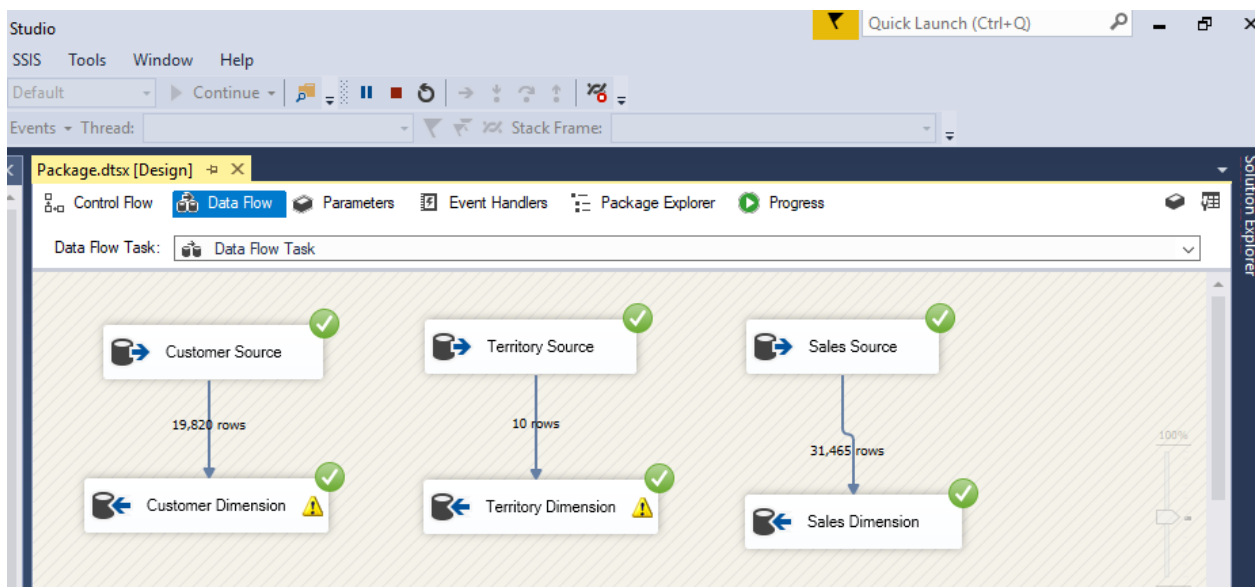 Studio
Quick Launch (Ctrl+Q)
SSIS Tools Window Help
Default Continue
Events Thread: Stack Frame:
Package.dtsx [Design]
Control Flow Data Flow Parameters Event Handlers Package Explorer Progress
Data Flow Task: Data Flow Task
Solution Explorer
Customer Source Territory Source Sales Source
19,820 rows 10 rows 31,465 rows
100%
Customer Dimension Territory Dimension Sales Dimension